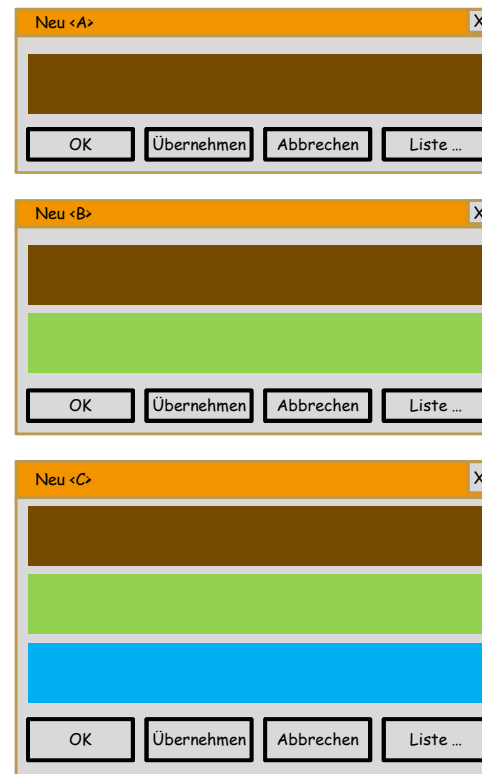 Neu <A> X
OK Übernehmen Abbrechen Liste …
Neu <B> X
OK Übernehmen Abbrechen Liste …
Neu <C> X
OK Übernehmen Abbrechen Liste …